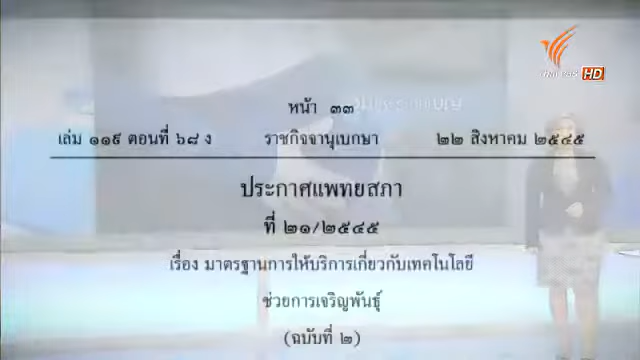 หน้า ๓๓
เล่ม ๑๑๙ ตอนที่ ๖๘ ง ราชกิจจานุเบกษา ๒๒ สิงหาคม ๒๕๔๕
ประกาศแพทยสภา
ที่ ๒๑/๒๕๔๕
เรื่อง มาตรฐานการให้บริการเกี่ยวกับเทคโนโลยี
ช่วยการเจริญพันธุ์
(ฉบับที่ ๒)
HD